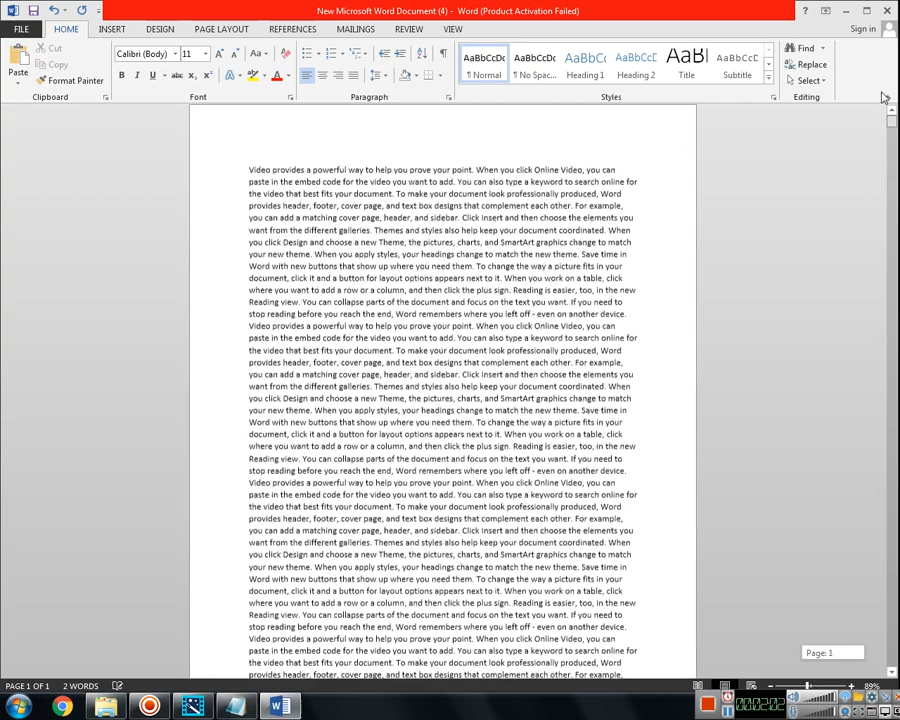 New Microsoft Word Document (4) - Word (Product Activation Failed)
FILE HOME INSERT DESIGN PAGE LAYOUT REFERENCES MAILINGS REVIEW VIEW Sign in
Paste
Cut
Copy
Format Painter
Clipboard
Calibri (Body) 11
Font
Paragraph
AaBbCcDc AaBbCcDc AaBbC AaBbCcC AaBl AaBbCcD
¶ Normal ¶ No Spac... Heading 1 Heading 2 Title Subtitle
Styles
Find
Replace
Select
Editing
Video provides a powerful way to help you prove your point. When you click Online Video, you can
paste in the embed code for the video you want to add. You can also type a keyword to search online for
the video that best fits your document. To make your document look professionally produced, Word
provides header, footer, cover page, and text box designs that complement each other. For example,
you can add a matching cover page, header, and sidebar. Click Insert and then choose the elements you
want from the different galleries. Themes and styles also help keep your document coordinated. When
you click Design and choose a new Theme, the pictures, charts, and SmartArt graphics change to match
your new theme. When you apply styles, your headings change to match the new theme. Save time in
Word with new buttons that show up where you need them. To change the way a picture fits in your
document, click it and a button for layout options appears next to it. When you work on a table, click
where you want to add a row or a column, and then click the plus sign. Reading is easier, too, in the new
Reading view. You can collapse parts of the document and focus on the text you want. If you need to
stop reading before you reach the end, Word remembers where you left off - even on another device.
Video provides a powerful way to help you prove your point. When you click Online Video, you can
paste in the embed code for the video you want to add. You can also type a keyword to search online for
the video that best fits your document. To make your document look professionally produced, Word
provides header, footer, cover page, and text box designs that complement each other. For example,
you can add a matching cover page, header, and sidebar. Click Insert and then choose the elements you
want from the different galleries. Themes and styles also help keep your document coordinated. When
you click Design and choose a new Theme, the pictures, charts, and SmartArt graphics change to match
your new theme. When you apply styles, your headings change to match the new theme. Save time in
Word with new buttons that show up where you need them. To change the way a picture fits in your
document, click it and a button for layout options appears next to it. When you work on a table, click
where you want to add a row or a column, and then click the plus sign. Reading is easier, too, in the new
Reading view. You can collapse parts of the document and focus on the text you want. If you need to
stop reading before you reach the end, Word remembers where you left off - even on another device.
Video provides a powerful way to help you prove your point. When you click Online Video, you can
paste in the embed code for the video you want to add. You can also type a keyword to search online for
the video that best fits your document. To make your document look professionally produced, Word
provides header, footer, cover page, and text box designs that complement each other. For example,
you can add a matching cover page, header, and sidebar. Click Insert and then choose the elements you
want from the different galleries. Themes and styles also help keep your document coordinated. When
you click Design and choose a new Theme, the pictures, charts, and SmartArt graphics change to match
your new theme. When you apply styles, your headings change to match the new theme. Save time in
Word with new buttons that show up where you need them. To change the way a picture fits in your
document, click it and a button for layout options appears next to it. When you work on a table, click
where you want to add a row or a column, and then click the plus sign. Reading is easier, too, in the new
Reading view. You can collapse parts of the document and focus on the text you want. If you need to
stop reading before you reach the end, Word remembers where you left off - even on another device.
Video provides a powerful way to help you prove your point. When you click Online Video, you can
paste in the embed code for the video you want to add. You can also type a keyword to search online for
the video that best fits your document. To make your document look professionally produced, Word
Page: 1
PAGE 1 OF 1 2 WORDS 89%
00:02:02